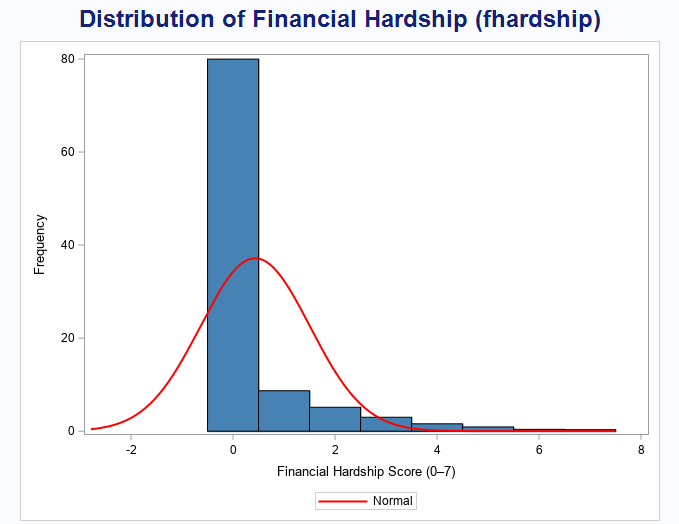 Distribution of Financial Hardship (fhardship)
80
60
40
20
0
Frequency
-2
0
2
4
6
8
Financial Hardship Score (0–7)
Normal